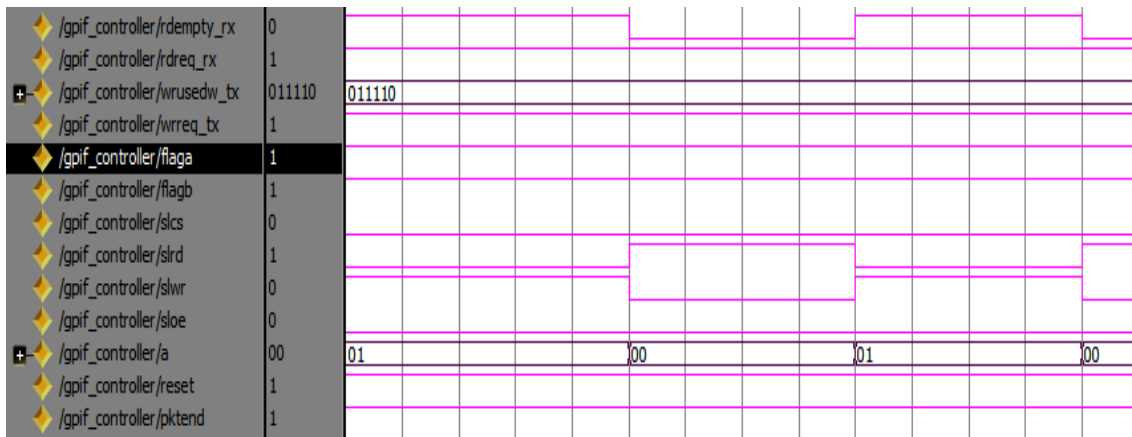 /gpif_controller/rdempty_rx 0
/gpif_controller/rdreq_rx 1
/gpif_controller/wrusedw_tx 011110 011110
/gpif_controller/wrreq_tx 1
/gpif_controller/flaga 1
/gpif_controller/flagb 1
/gpif_controller/slcs 0
/gpif_controller/slrd 1
/gpif_controller/slwr 0
/gpif_controller/sloe 0
/gpif_controller/a 00 01 00 01 00
/gpif_controller/reset 1
/gpif_controller/pktend 1